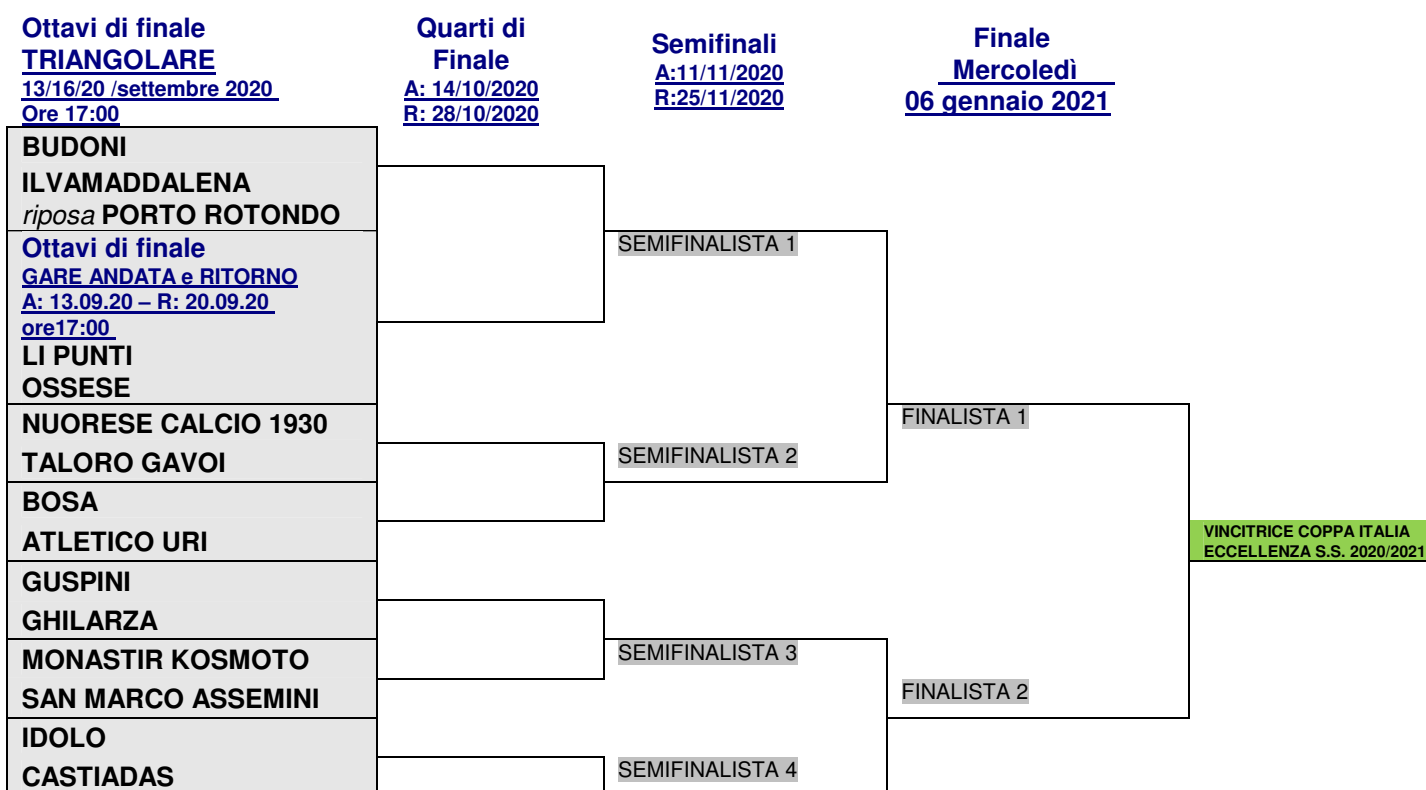 Ottavi di finale
TRIANGOLARE
13/16/20 /settembre 2020
Ore 17:00
Quarti di
Finale
A: 14/10/2020
R: 28/10/2020
Semifinali
A:11/11/2020
R:25/11/2020
Finale
Mercoledì
06 gennaio 2021
BUDONI
ILVAMADDALENA
riposa PORTO ROTONDO
Ottavi di finale
GARE ANDATA e RITORNO
A: 13.09.20 – R: 20.09.20
ore17:00
LI PUNTI
OSSESE
NUORESE CALCIO 1930
TALORO GAVOI
BOSA
ATLETICO URI
GUSPINI
GHILARZA
MONASTIR KOSMOTO
SAN MARCO ASSEMINI
IDOLO
CASTIADAS
SEMIFINALISTA 1
SEMIFINALISTA 2
SEMIFINALISTA 3
SEMIFINALISTA 4
FINALISTA 1
FINALISTA 2
VINCITRICE COPPA ITALIA
ECCELLENZA S.S. 2020/2021